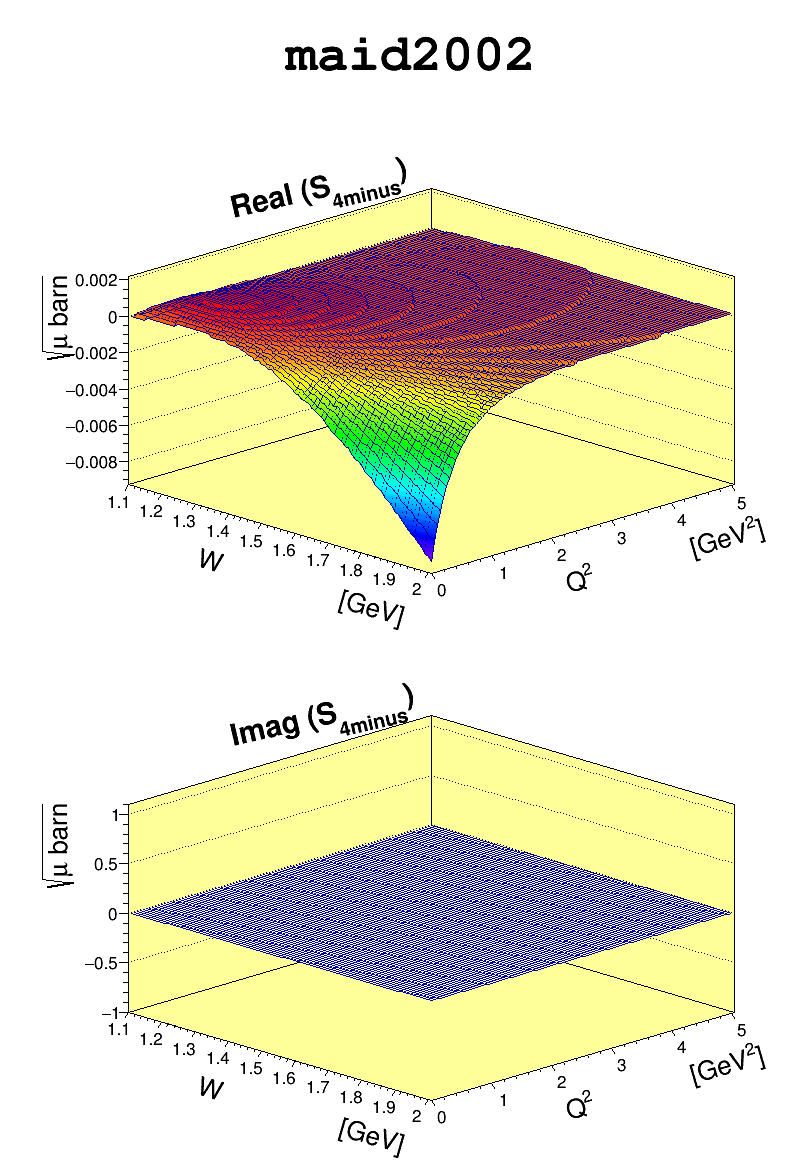 maid2002
Real (S4minus)
√μ barn
0.002
0
−0.002
−0.004
−0.006
−0.008
1.1 1.2 1.3 1.4 1.5 1.6 1.7 1.8 1.9 2
W
[GeV]
0 1 2 3 4 5
Q²
[GeV²]
Imag (S4minus)
√μ barn
1
0.5
0
−0.5
−1
1.1 1.2 1.3 1.4 1.5 1.6 1.7 1.8 1.9 2
W
[GeV]
0 1 2 3 4 5
Q²
[GeV²]